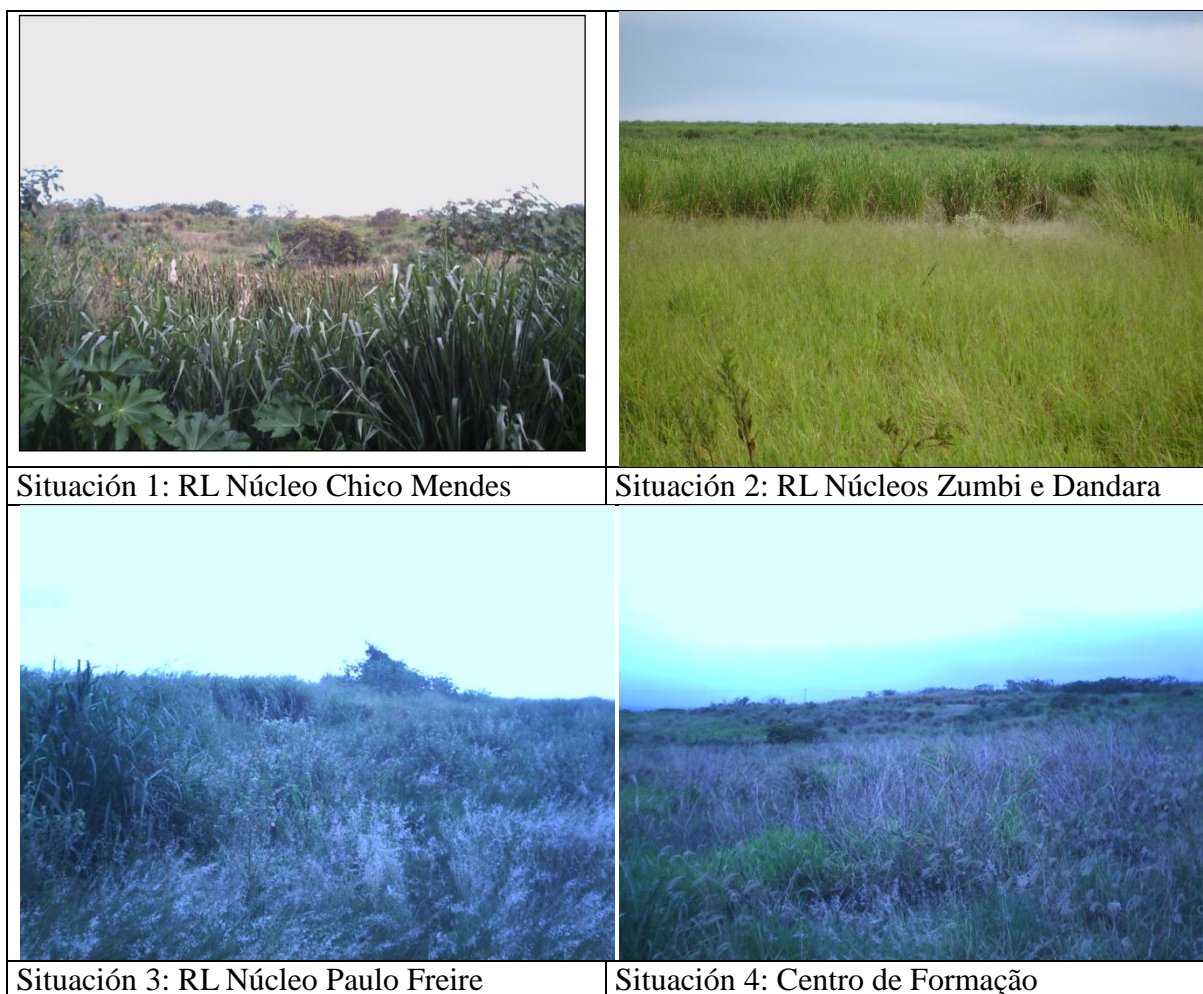 Situación 1: RL Núcleo Chico Mendes
Situación 2: RL Núcleos Zumbi e Dandara
Situación 3: RL Núcleo Paulo Freire
Situación 4: Centro de Formação